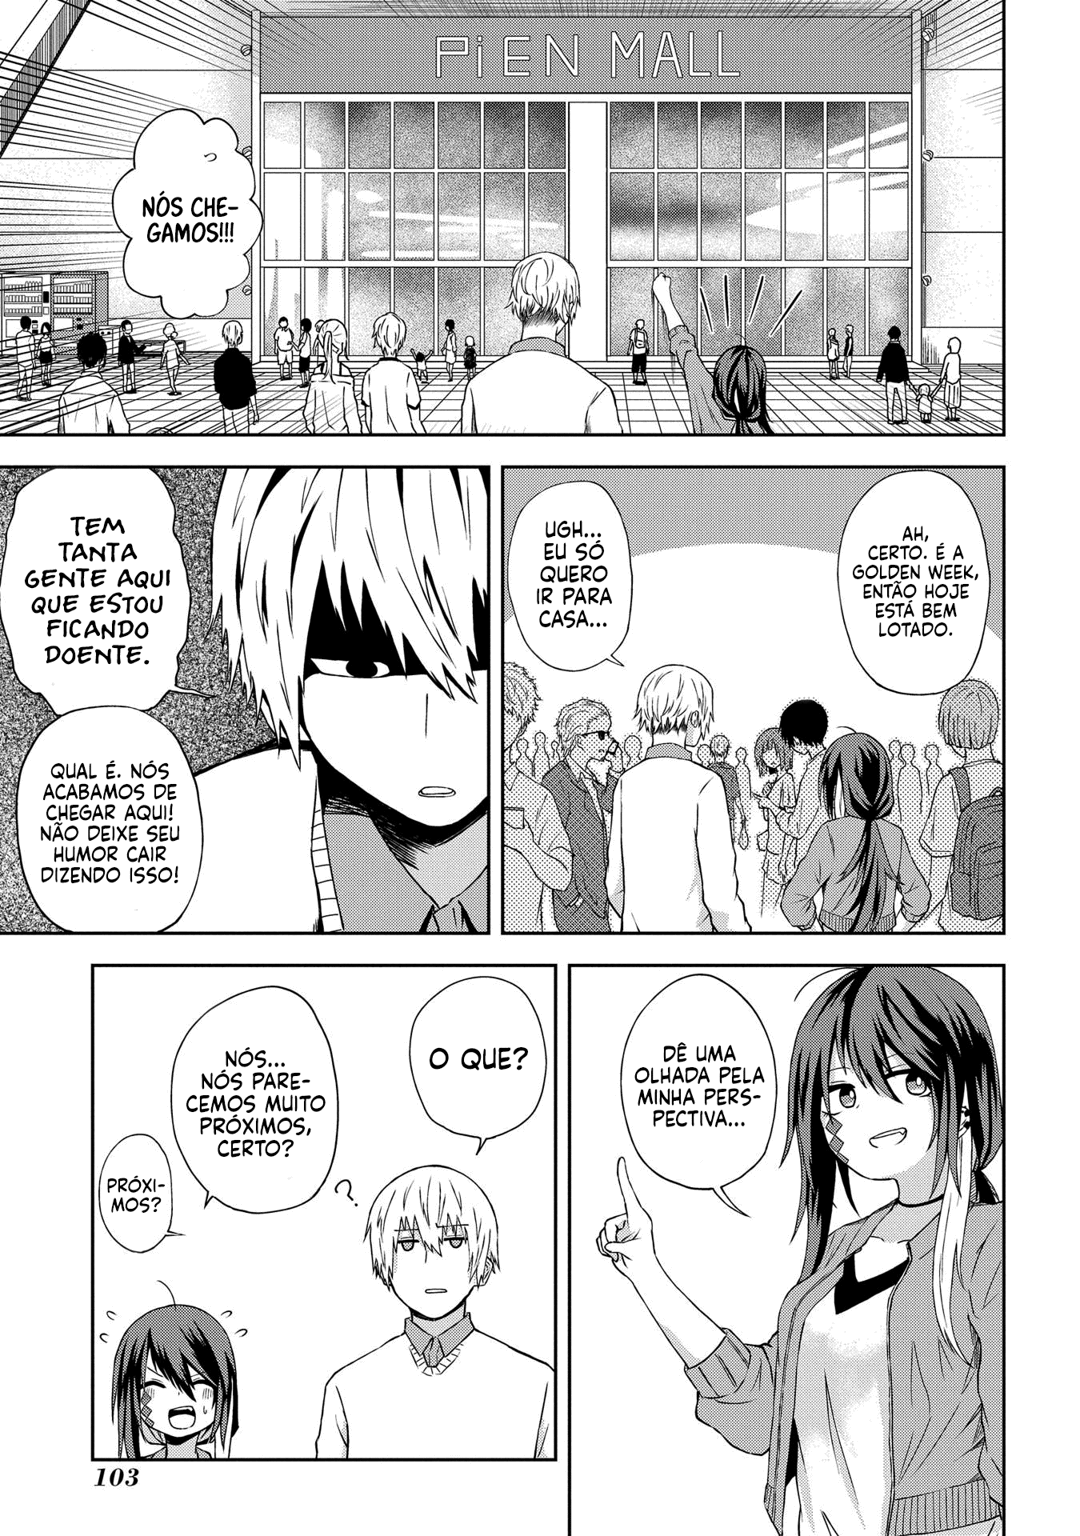 PiEN MALL
NÓS CHE-
GAMOS!!!
AH,
CERTO. É A
GOLDEN WEEK,
ENTÃO HOJE
ESTÁ BEM
LOTADO.
UGH...
EU SÓ
QUERO
IR PARA
CASA...
TEM
TANTA
GENTE AQUI
QUE ESTOU
FICANDO
DOENTE.
QUAL É. NÓS
ACABAMOS DE
CHEGAR AQUI!
NÃO DEIXE SEU
HUMOR CAIR
DIZENDO ISSO!
DÊ UMA
OLHADA PELA
MINHA PERS-
PECTIVA...
O QUE?
?
NÓS...
NÓS PARE-
CEMOS MUITO
PRÓXIMOS,
CERTO?
PRÓXI-
MOS?
103